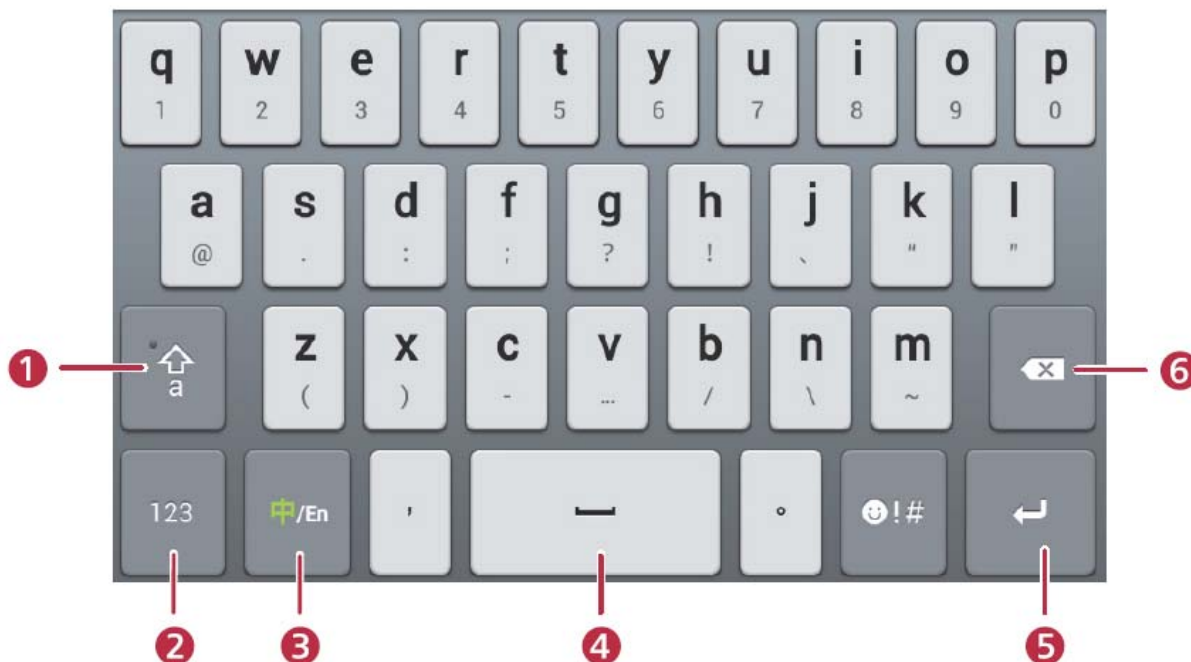 q w e r t y u i o p
1 2 3 4 5 6 7 8 9 0
a s d f g h j k l
@ . : ; ? ! 、 " "
1 a z x c v b n m 6
( ) - ... / \ ~
123 中/En , 。 !#
2 3 4 5